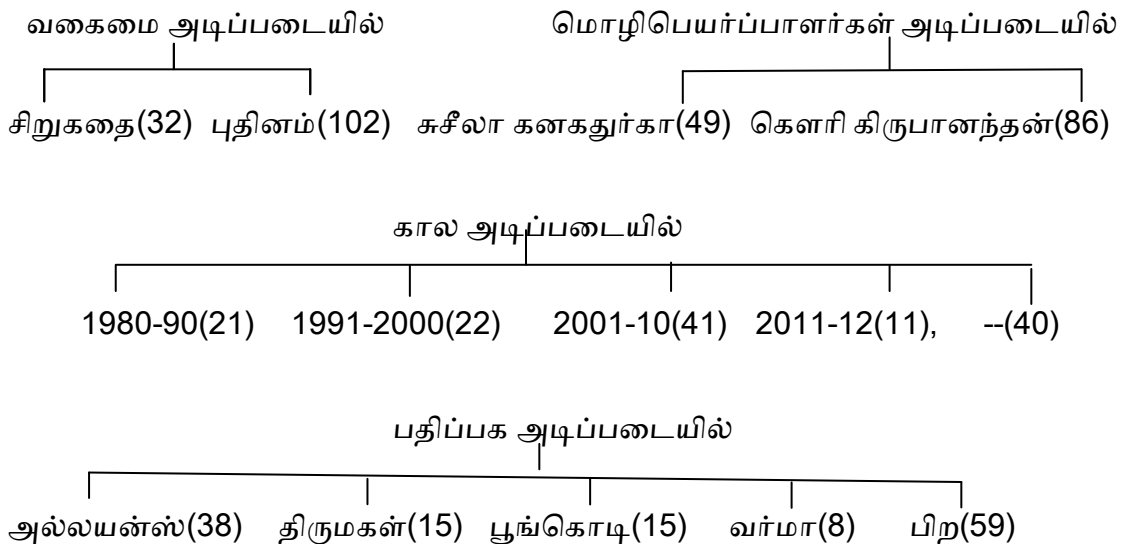 வகைமை அடிப்படையில் மொழிபெயர்ப்பாளர்கள் அடிப்படையில்
சிறுகதை(32) புதினம்(102) சுசீலா கனகதுர்கா(49) கௌரி கிருபானந்தன்(86)
கால அடிப்படையில்
1980-90(21) 1991-2000(22) 2001-10(41) 2011-12(11), --(40)
பதிப்பக அடிப்படையில்
அல்லயன்ஸ்(38) திருமகள்(15) பூங்கொடி(15) வர்மா(8) பிற(59)